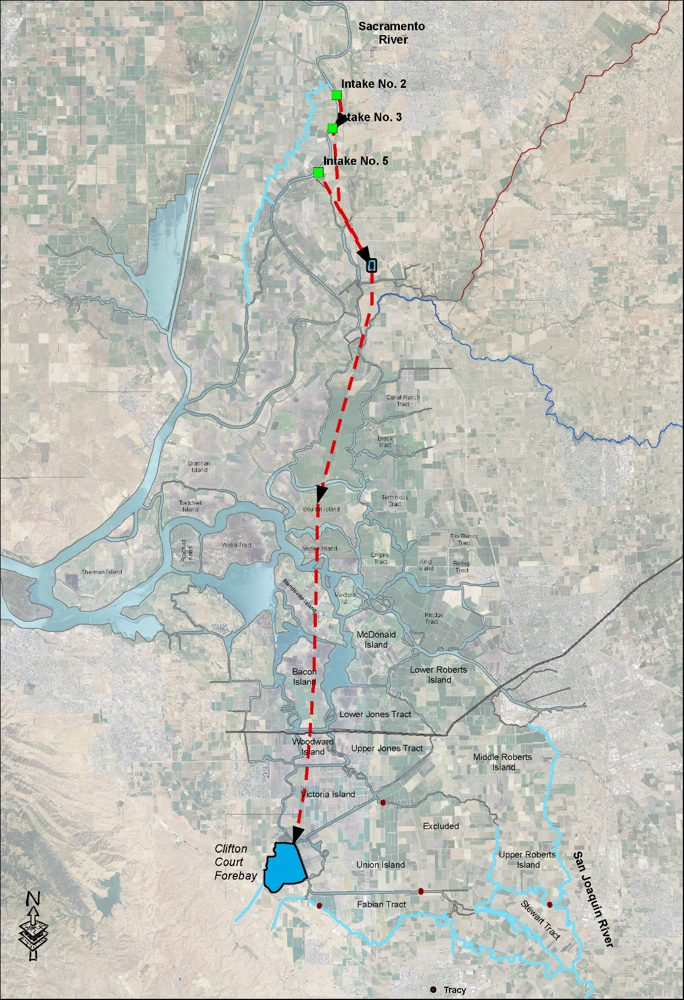 Sacramento
River
Intake No. 2
Intake No. 3
Intake No. 5
Canal Ranch
Tract
Brack
Tract
Brannan
Island
Twitchell
Island
Terminous
Tract
Bouldin Island
Rio Blanco
Tract
Webb Tract
Bradford
Island
Venice Island
Empire
Tract
King
Island
Bishop
Tract
Sherman Island
Mandeville Island
Medford
Isl.
Rindge
Tract
McDonald
Island
Bacon
Island
Lower Roberts
Island
Lower Jones Tract
Woodward
Island
Upper Jones Tract
Middle Roberts
Island
Victoria Island
Excluded
Clifton
Court
Forebay
Upper Roberts
Island
Union Island
San Joaquin River
Fabian Tract
Stewart Tract
N
Tracy